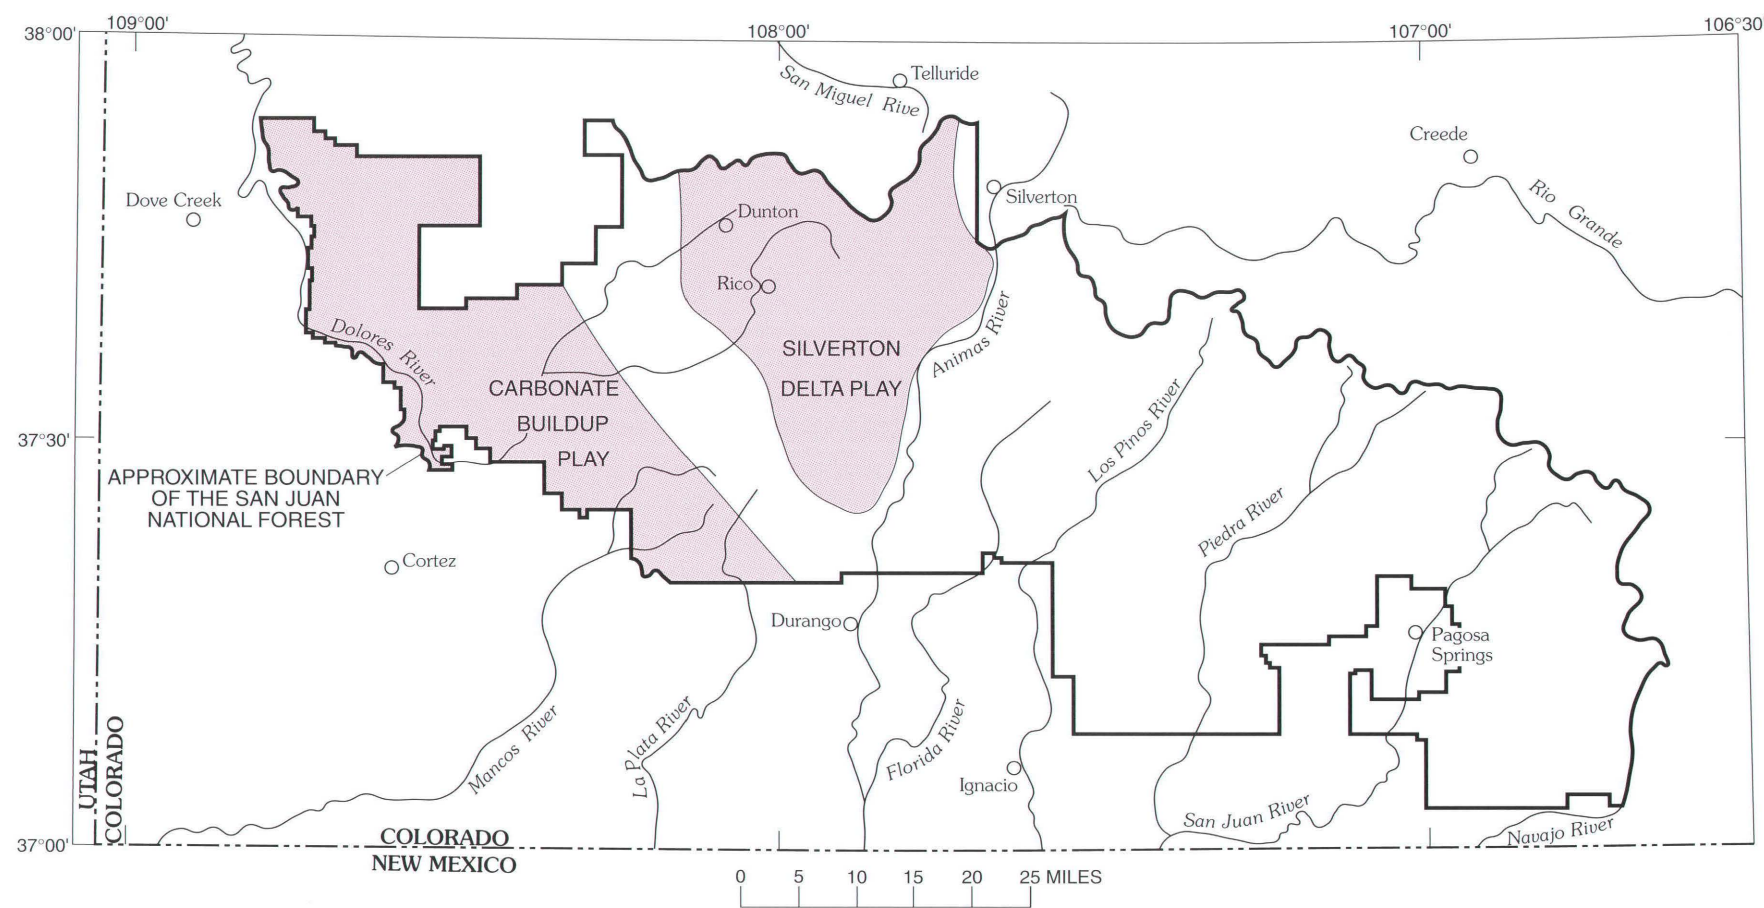 109°00'
108°00'
107°00'
106°30'
38°00'
San Miguel Rive
Telluride
Creede
Dove Creek
Silverton
Rio Grande
Dunton
Rico
Dolores River
SILVERTON
DELTA PLAY
Animas River
CARBONATE
BUILDUP
PLAY
Los Pinos River
37°30'
APPROXIMATE BOUNDARY
OF THE SAN JUAN
NATIONAL FOREST
Piedra River
Cortez
Durango
Pagosa
Springs
Mancos River
La Plata River
Florida River
Ignacio
San Juan River
Navajo River
UTAH
COLORADO
37°00'
COLORADO
NEW MEXICO
0 5 10 15 20 25 MILES